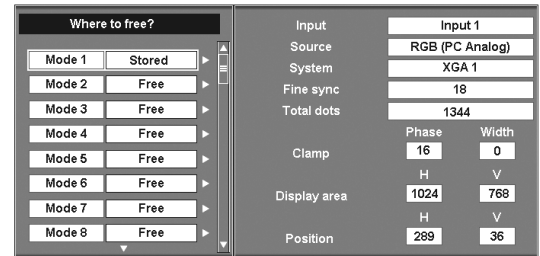 Where to free?
Mode 1 Stored
Mode 2 Free
Mode 3 Free
Mode 4 Free
Mode 5 Free
Mode 6 Free
Mode 7 Free
Mode 8 Free
Input Input 1
Source RGB (PC Analog)
System XGA 1
Fine sync 18
Total dots 1344
Phase Width
Clamp 16 0
H V
Display area 1024 768
H V
Position 289 36